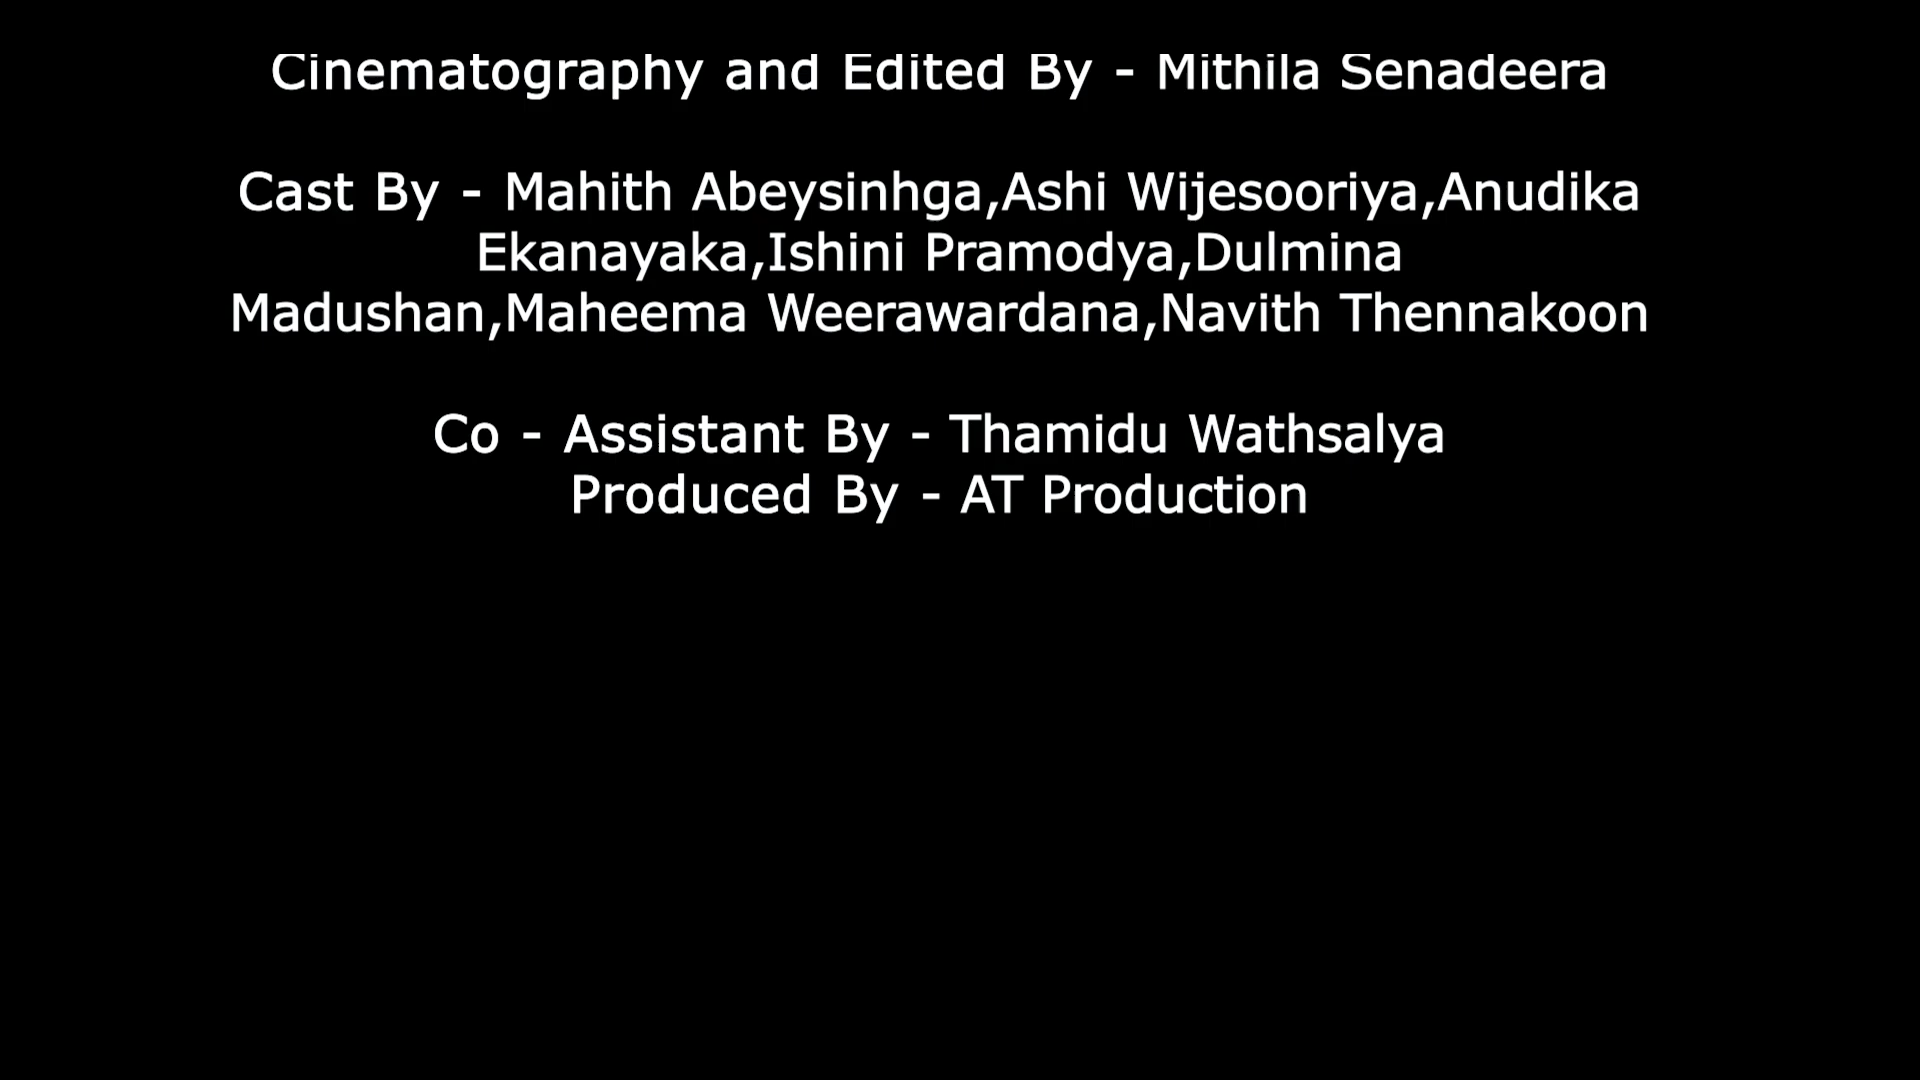 Cinematography and Edited By - Mithila Senadeera
Cast By - Mahith Abeysinhga,Ashi Wijesooriya,Anudika
Ekanayaka,Ishini Pramodya,Dulmina
Madushan,Maheema Weerawardana,Navith Thennakoon
Co - Assistant By - Thamidu Wathsalya
Produced By - AT Production